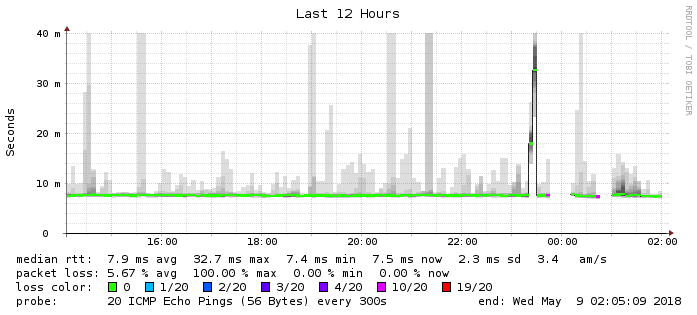 Last 12 Hours
RRDTOOL / TOBI OETIKER
Seconds
40 m
30 m
20 m
10 m
0
16:00 18:00 20:00 22:00 00:00 02:00
median rtt: 7.9 ms avg 32.7 ms max 7.4 ms min 7.5 ms now 2.3 ms sd 3.4 am/s
packet loss: 5.67 % avg 100.00 % max 0.00 % min 0.00 % now
loss color: 0 1/20 2/20 3/20 4/20 10/20 19/20
probe: 20 ICMP Echo Pings (56 Bytes) every 300s end: Wed May 9 02:05:09 2018